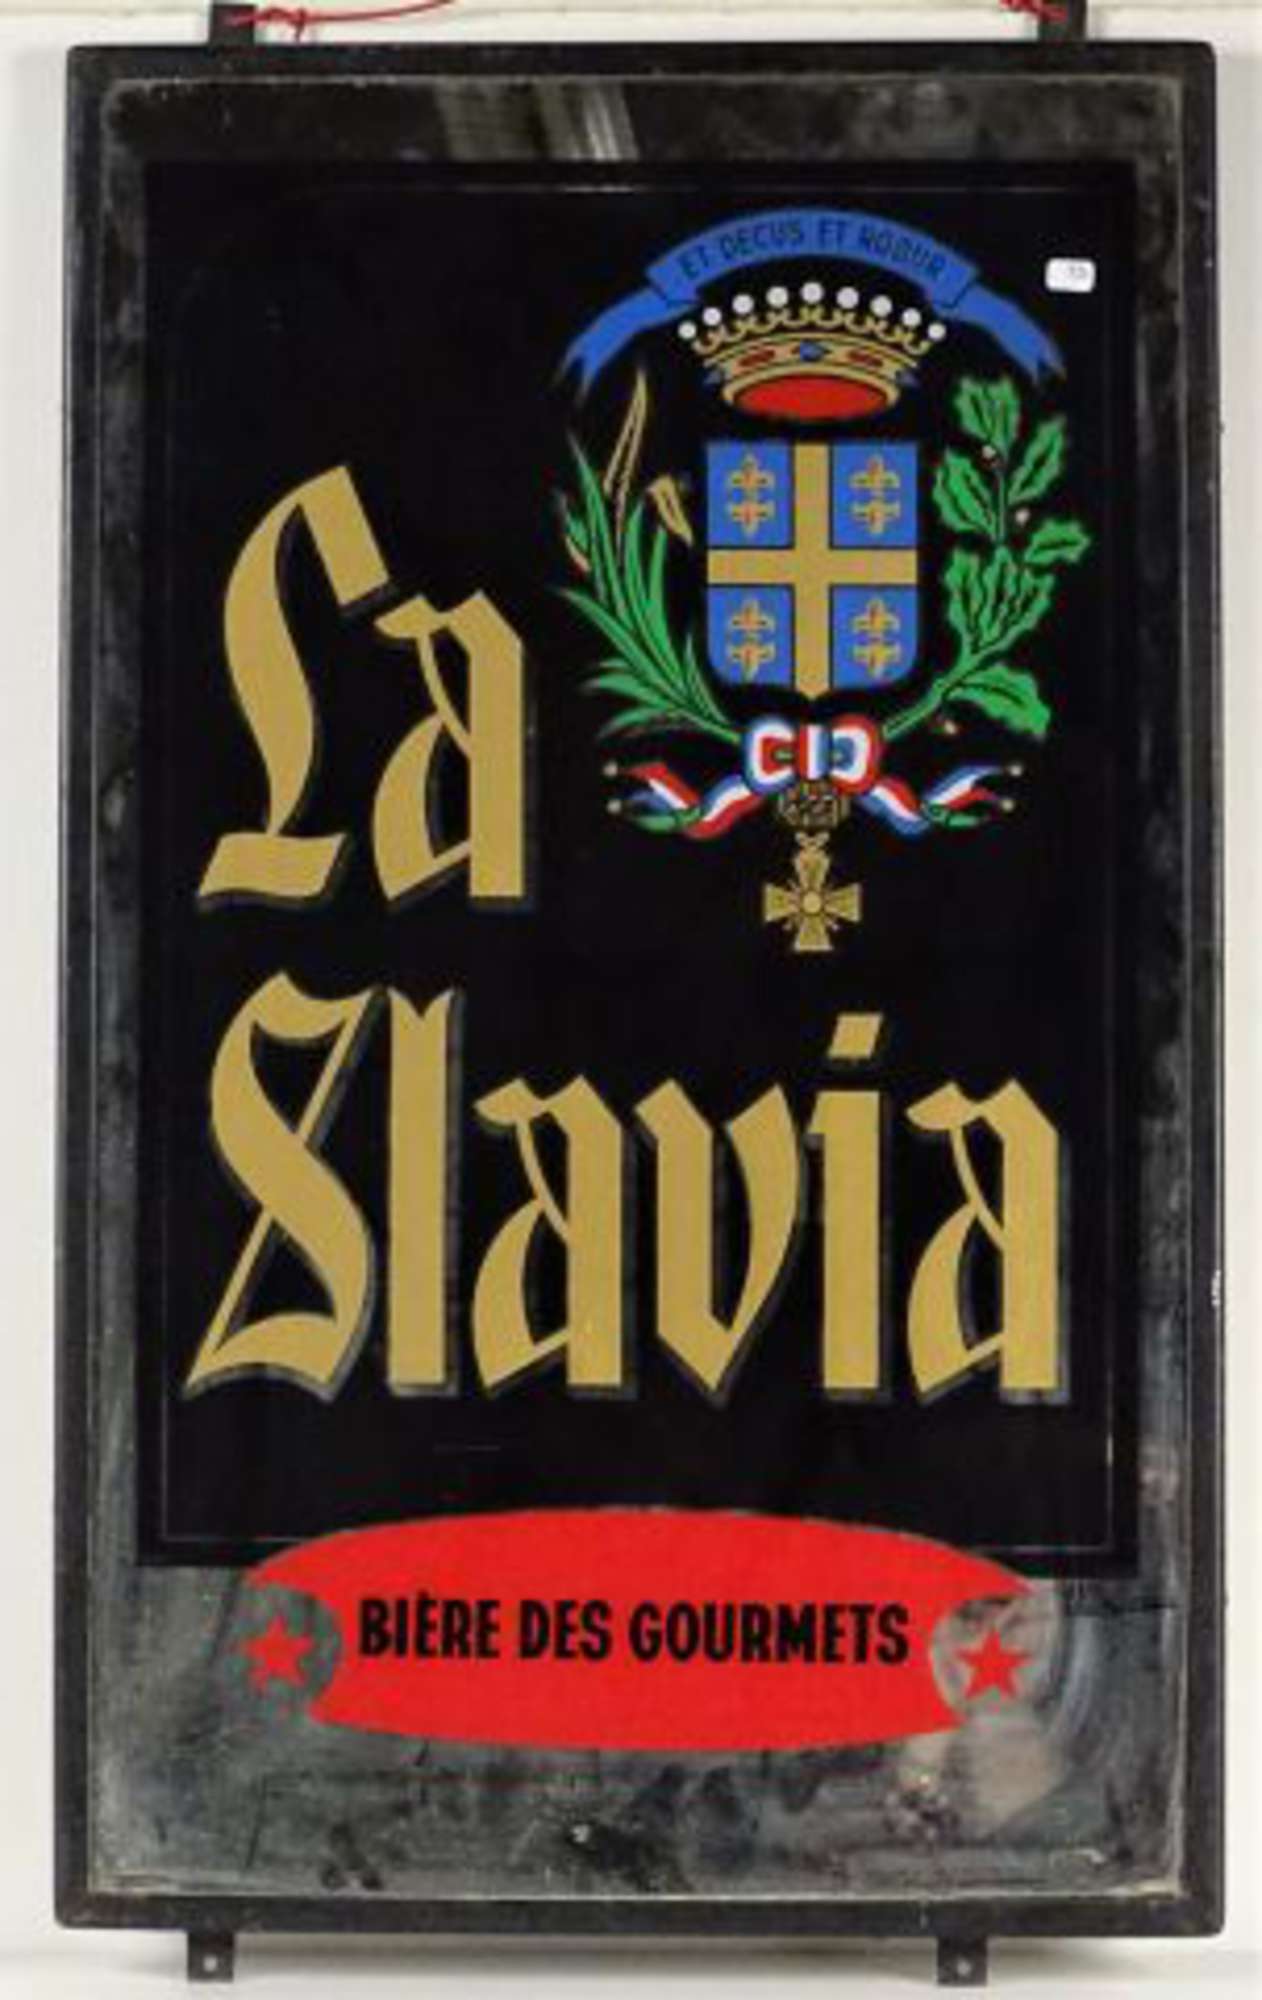 ET DECUS ET ROBUR
La
Slavia
BIÈRE DES GOURMETS